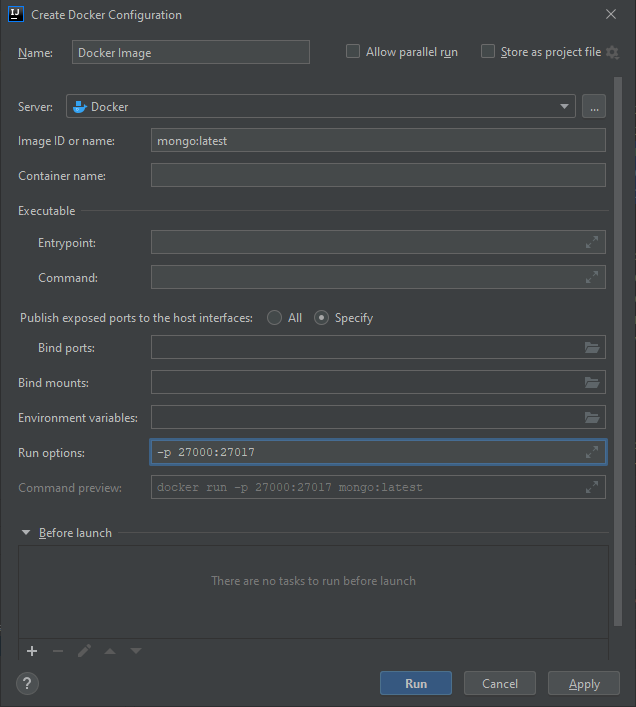 IJ Create Docker Configuration
Name: Docker Image Allow parallel run Store as project file
Server: Docker ...
Image ID or name: mongo:latest
Container name:
Executable
Entrypoint:
Command:
Publish exposed ports to the host interfaces: All Specify
Bind ports:
Bind mounts:
Environment variables:
Run options: -p 27000:27017
Command preview: docker run -p 27000:27017 mongo:latest
Before launch
There are no tasks to run before launch
? Run Cancel Apply